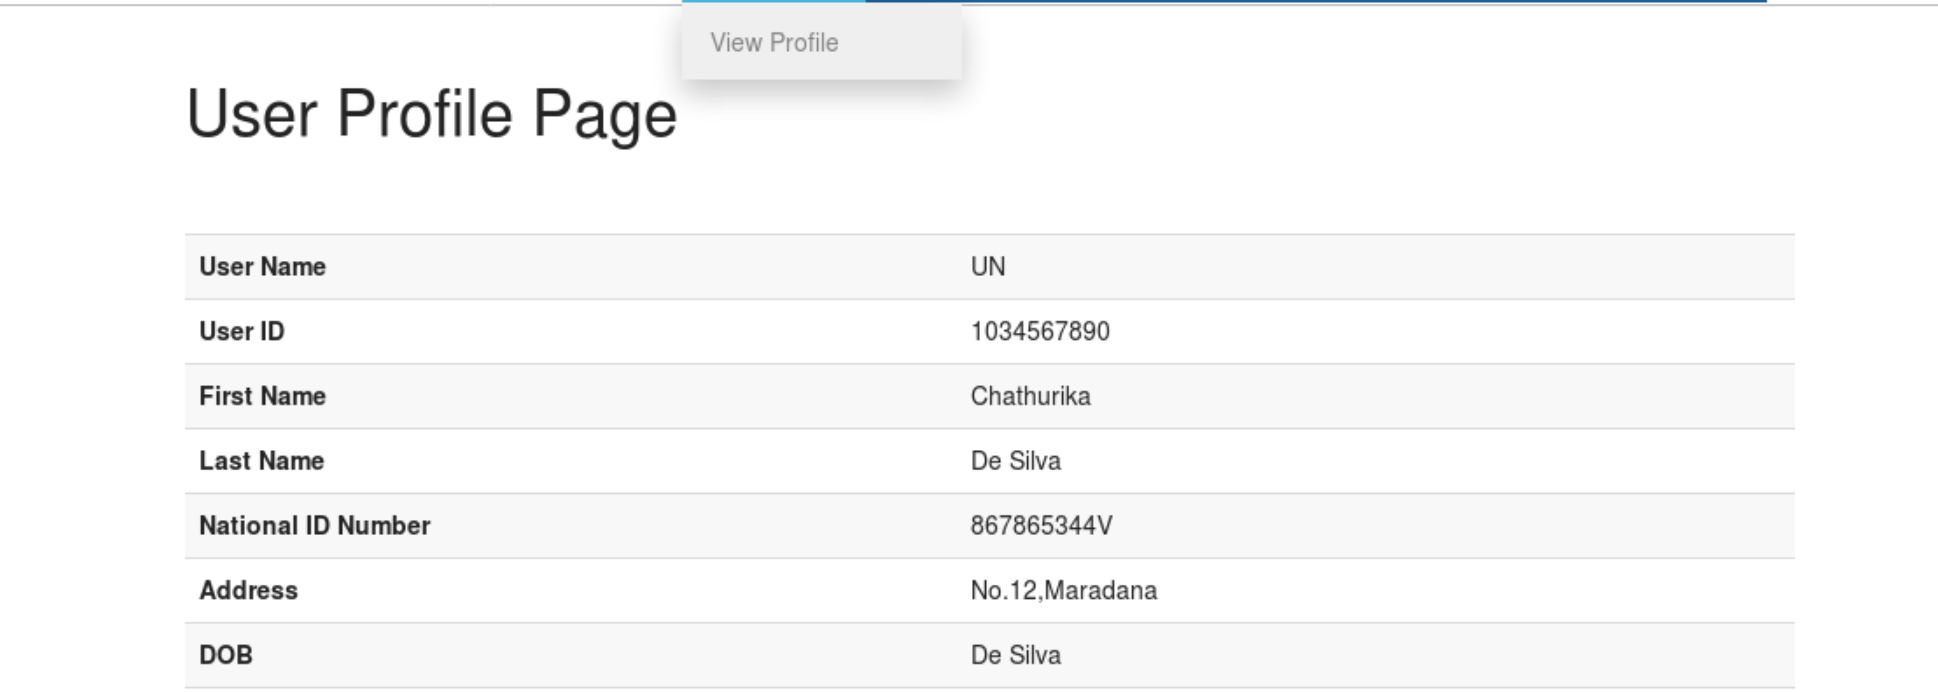 View Profile
User Profile Page
User Name UN
User ID 1034567890
First Name Chathurika
Last Name De Silva
National ID Number 867865344V
Address No.12,Maradana
DOB De Silva